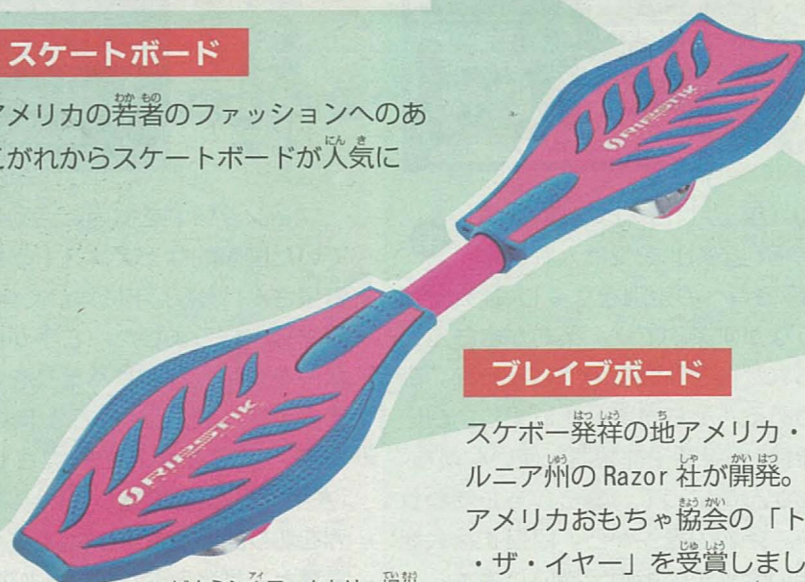 スケートボード
アメリカの若者のファッションへのあ
こがれからスケートボードが人気に
RIPSTIK
RIPSTIK
ブレイブボード
スケボー発祥の地アメリカ・
ルニア州の Razor 社が開発。
アメリカおもちゃ協会の「ト
・ザ・イヤー」を受賞しまし